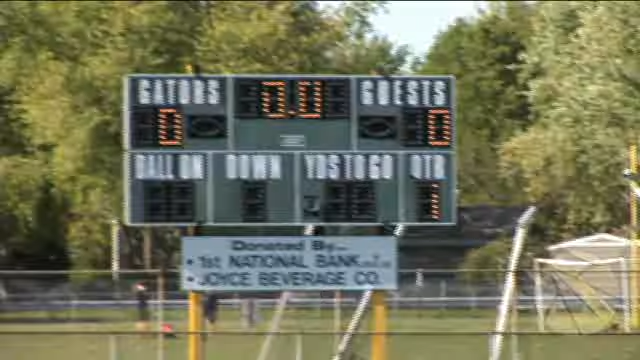 GATORS 0.0 GUESTS
0 0
BALL ON DOWN YDS TO GO QTR
1
Donated By...
• 1st NATIONAL BANK
• JOYCE BEVERAGE CO.